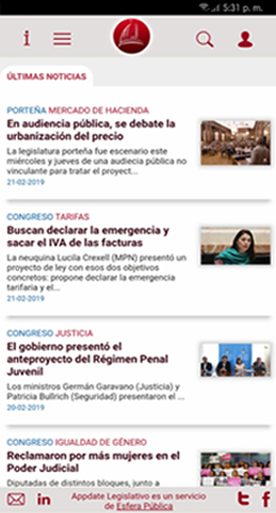 5:31 p. m.
ÚLTIMAS NOTICIAS
PORTEÑA MERCADO DE HACIENDA
En audiencia pública, se debate la
urbanización del precio
La legislatura porteña fue escenario este
miércoles y jueves de una audiecia pública no
vinculante para tratar el proyect...
21-02-2019
CONGRESO TARIFAS
Buscan declarar la emergencia y
sacar el IVA de las facturas
La neuquina Lucila Crexell (MPN) presentó un
proyecto de ley con esos dos objetivos
concretos: propone declarar la emergencia
tarifaria y el...
21-02-2019
CONGRESO JUSTICIA
El gobierno presentó el
anteproyecto del Régimen Penal
Juvenil
Los ministros Germán Garavano (Justicia) y
Patricia Bullrich (Seguridad) presentaron el ...
20-02-2019
CONGRESO IGUALDAD DE GÉNERO
Reclamaron por más mujeres en el
Poder Judicial
Diputadas de distintos bloques, junto a
Appdate Legislativo es un servicio
de Esfera Pública